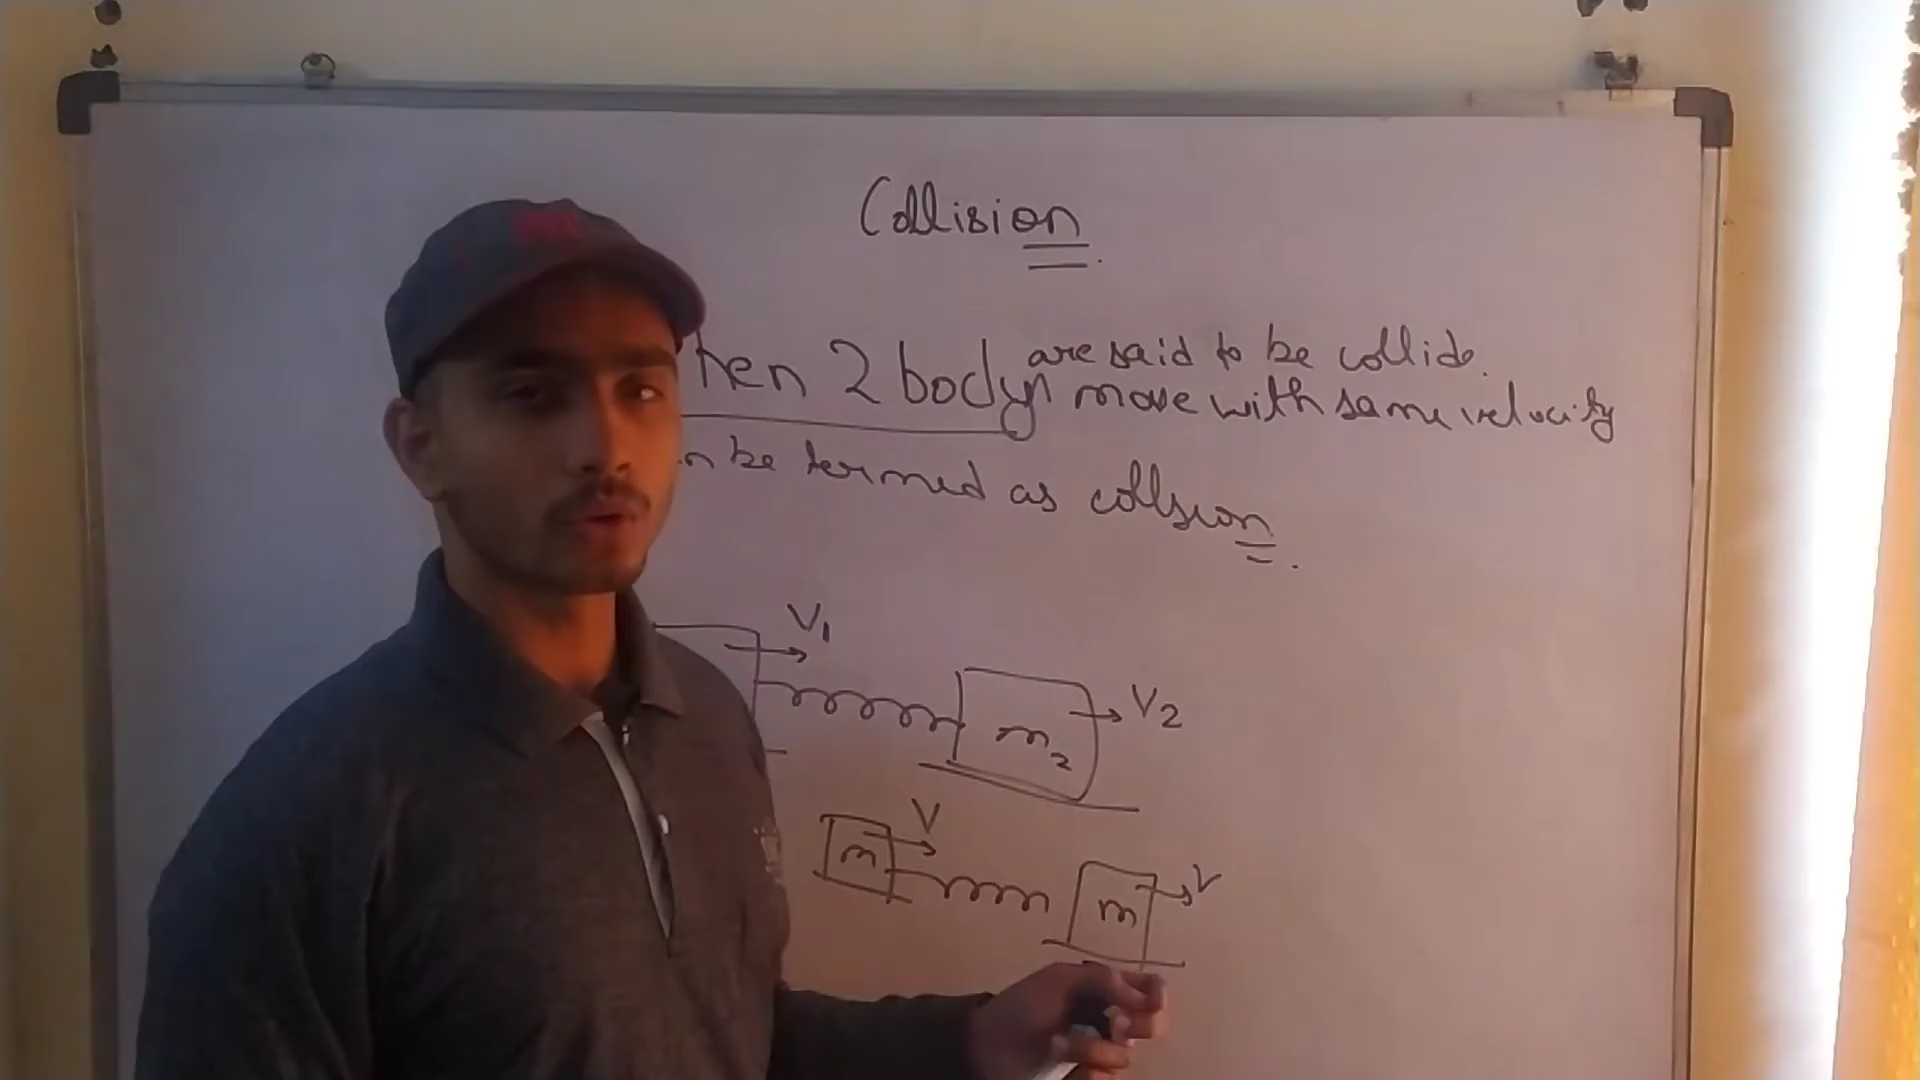 Collision
hen 2 body are said to be collide.
move with same velocity
n be termed as collsion.
V1
V2
m2
V
m
V
m